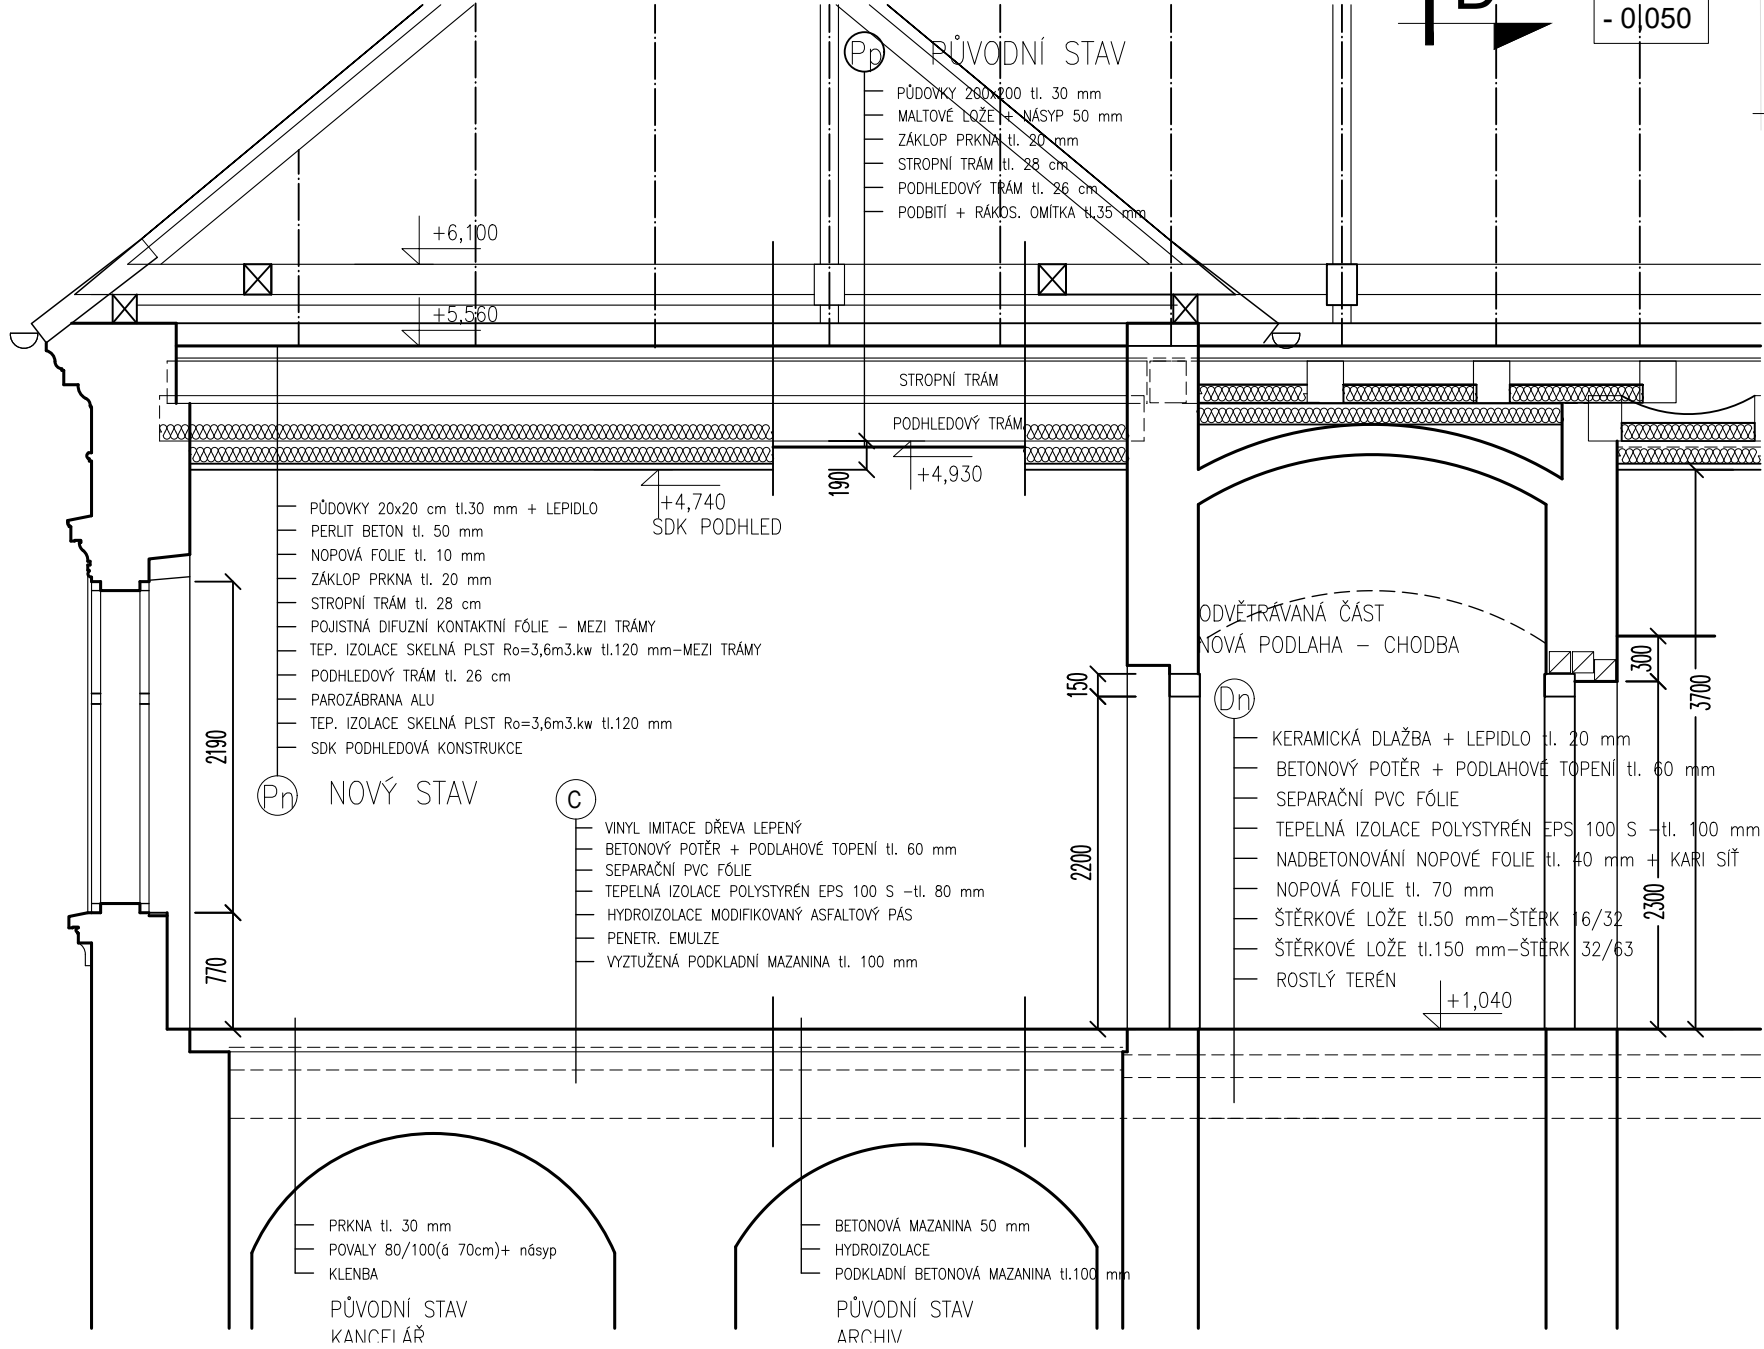 D
- 0,050
Pp PŮVODNÍ STAV
PŮDOVKY 200x200 tl. 30 mm
MALTOVÉ LOŽE + NÁSYP 50 mm
ZÁKLOP PRKNA tl. 20 mm
STROPNÍ TRÁM tl. 28 cm
PODHLEDOVÝ TRÁM tl. 26 cm
PODBITÍ + RÁKOS. OMÍTKA tl.35 mm
+6,100
+5,560
STROPNÍ TRÁM
PODHLEDOVÝ TRÁM
190
+4,930
+4,740
SDK PODHLED
PŮDOVKY 20x20 cm tl.30 mm + LEPIDLO
PERLIT BETON tl. 50 mm
NOPOVÁ FOLIE tl. 10 mm
ZÁKLOP PRKNA tl. 20 mm
STROPNÍ TRÁM tl. 28 cm
POJISTNÁ DIFUZNÍ KONTAKTNÍ FÓLIE – MEZI TRÁMY
TEP. IZOLACE SKELNÁ PLST Ro=3,6m3.kw tl.120 mm–MEZI TRÁMY
PODHLEDOVÝ TRÁM tl. 26 cm
PAROZÁBRANA ALU
TEP. IZOLACE SKELNÁ PLST Ro=3,6m3.kw tl.120 mm
SDK PODHLEDOVÁ KONSTRUKCE
Pn NOVÝ STAV
2190
770
C
VINYL IMITACE DŘEVA LEPENÝ
BETONOVÝ POTĚR + PODLAHOVÉ TOPENÍ tl. 60 mm
SEPARAČNÍ PVC FÓLIE
TEPELNÁ IZOLACE POLYSTYRÉN EPS 100 S –tl. 80 mm
HYDROIZOLACE MODIFIKOVANÝ ASFALTOVÝ PÁS
PENETR. EMULZE
VYZTUŽENÁ PODKLADNÍ MAZANINA tl. 100 mm
150
2200
ODVĚTRÁVANÁ ČÁST
NOVÁ PODLAHA – CHODBA
300
3700
2300
Dn
KERAMICKÁ DLAŽBA + LEPIDLO tl. 20 mm
BETONOVÝ POTĚR + PODLAHOVÉ TOPENÍ tl. 60 mm
SEPARAČNÍ PVC FÓLIE
TEPELNÁ IZOLACE POLYSTYRÉN EPS 100 S –tl. 100 mm
NADBETONOVÁNÍ NOPOVÉ FOLIE tl. 40 mm + KARI SÍŤ
NOPOVÁ FOLIE tl. 70 mm
ŠTĚRKOVÉ LOŽE tl.50 mm–ŠTĚRK 16/32
ŠTĚRKOVÉ LOŽE tl.150 mm–ŠTĚRK 32/63
ROSTLÝ TERÉN
+1,040
PRKNA tl. 30 mm
POVALY 80/100(á 70cm)+ násyp
KLENBA
PŮVODNÍ STAV
KANCELÁŘ
BETONOVÁ MAZANINA 50 mm
HYDROIZOLACE
PODKLADNÍ BETONOVÁ MAZANINA tl.100 mm
PŮVODNÍ STAV
ARCHIV